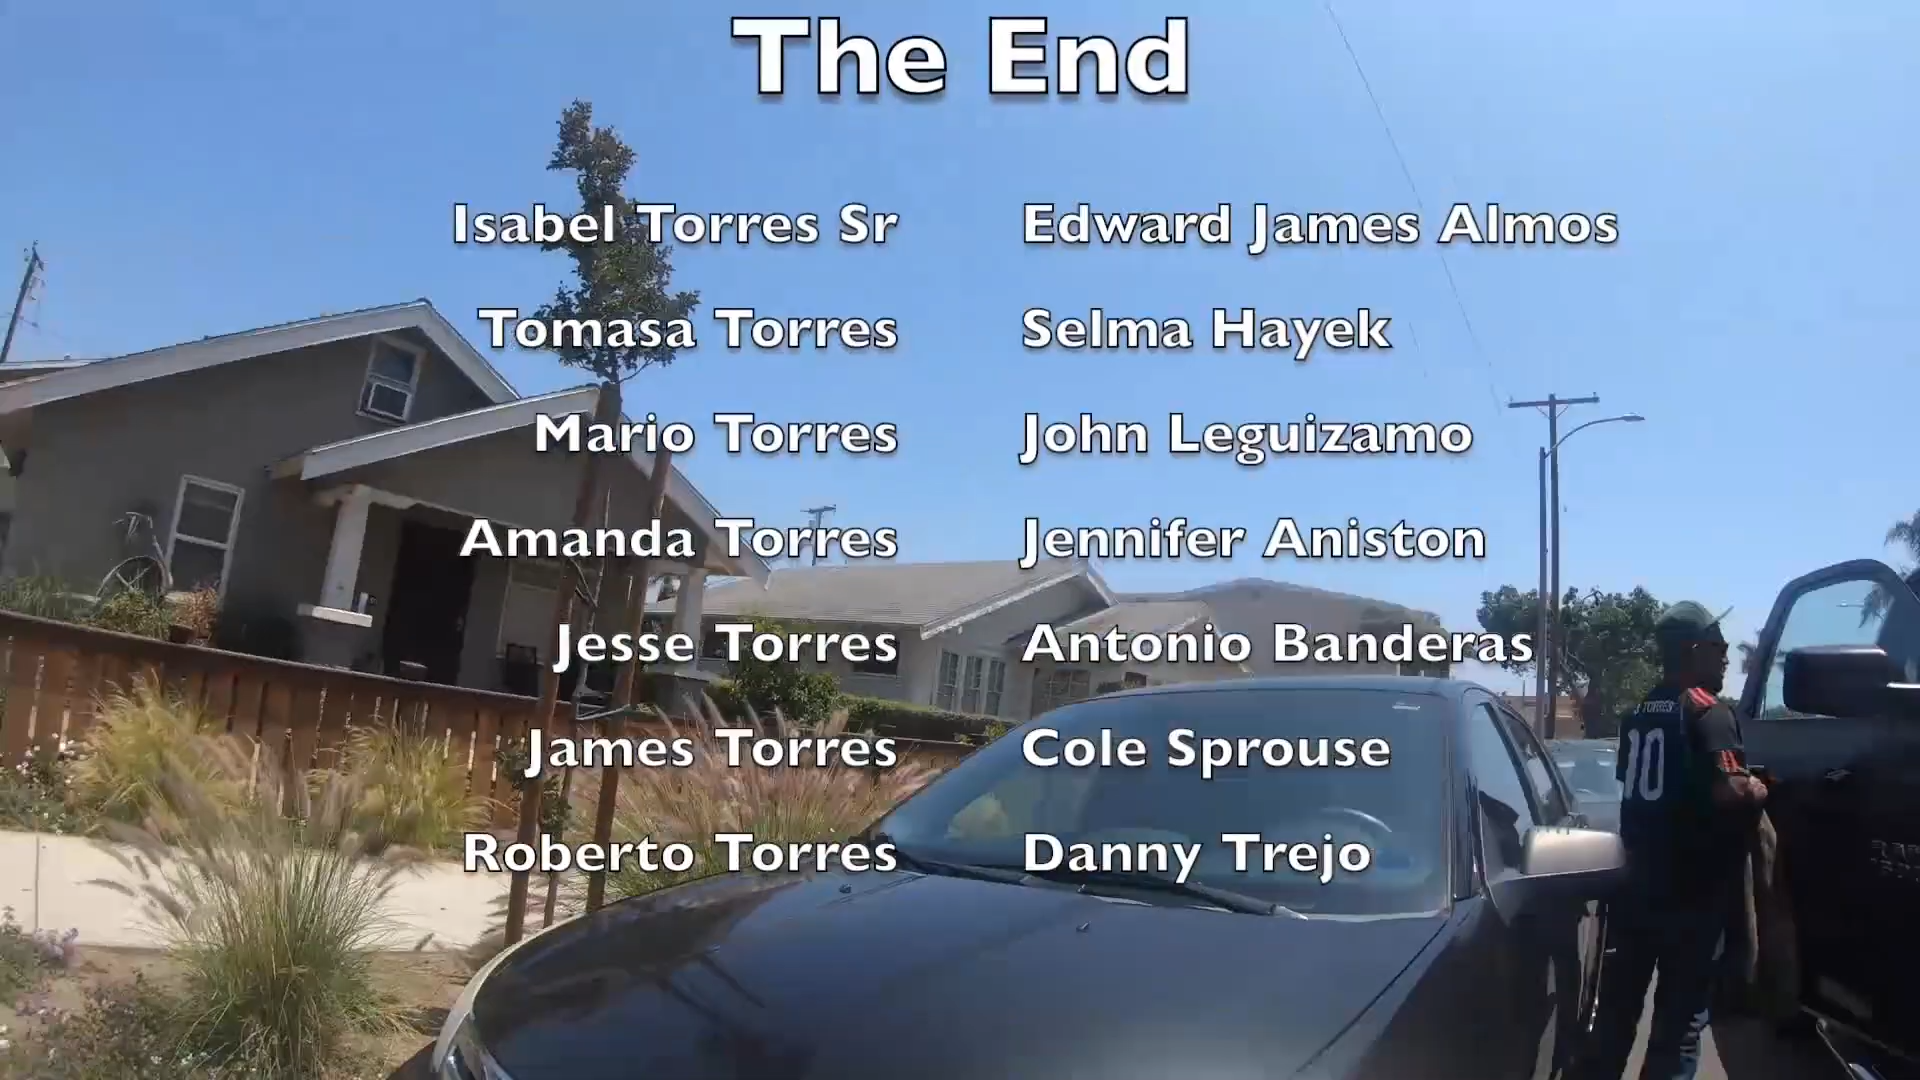 The End
Isabel Torres Sr Edward James Almos
Tomasa Torres Selma Hayek
Mario Torres John Leguizamo
Amanda Torres Jennifer Aniston
Jesse Torres Antonio Banderas
James Torres Cole Sprouse
Roberto Torres Danny Trejo
TORRES
10